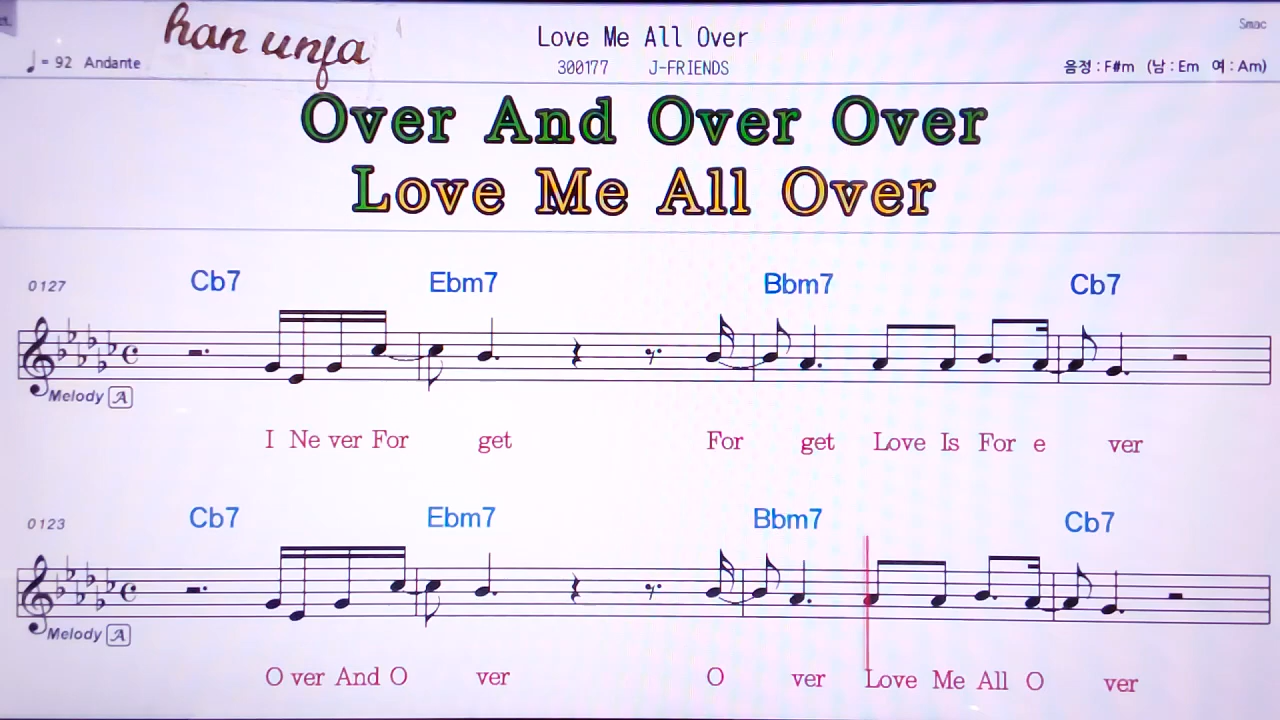 han unja
Love Me All Over
Smac
♩= 92 Andante
300177 J-FRIENDS
음정 : F#m (남 : Em 여 : Am)
Over And Over Over
Love Me All Over
Cb7 Ebm7 Bbm7 Cb7
0127
Melody A
I Ne ver For get For get Love Is For e ver
Cb7 Ebm7 Bbm7 Cb7
0123
Melody A
O ver And O ver O ver Love Me All O ver